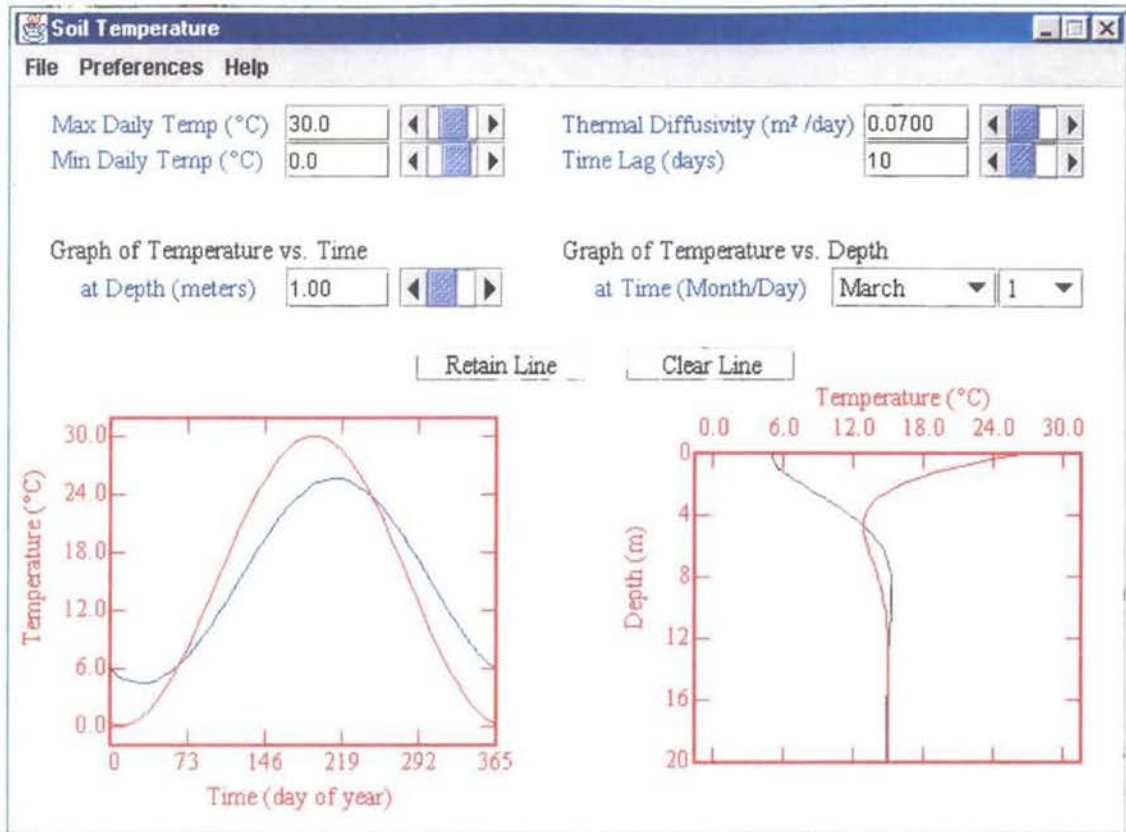 Soil Temperature
File Preferences Help
Max Daily Temp (°C) 30.0
Thermal Diffusivity (m² /day) 0.0700
Min Daily Temp (°C) 0.0
Time Lag (days) 10
Graph of Temperature vs. Time
Graph of Temperature vs. Depth
at Depth (meters) 1.00
at Time (Month/Day) March 1
Retain Line Clear Line
Temperature (°C)
0.0 6.0 12.0 18.0 24.0 30.0
Temperature (°C)
30.0
24.0
18.0
12.0
6.0
0.0
0 73 146 219 292 365
Time (day of year)
Depth (m)
0
4
8
12
16
20